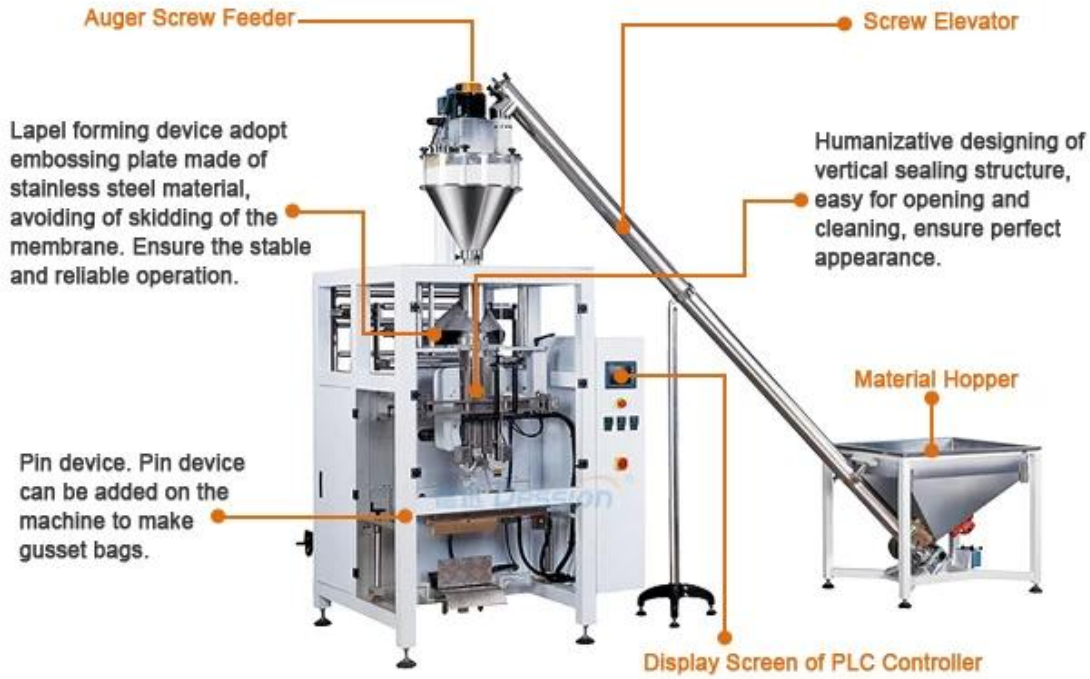 Auger Screw Feeder
Screw Elevator
Lapel forming device adopt
embossing plate made of
stainless steel material,
avoiding of skidding of the
membrane. Ensure the stable
and reliable operation.
Humanizative designing of
vertical sealing structure,
easy for opening and
cleaning, ensure perfect
appearance.
Material Hopper
Pin device. Pin device
can be added on the
machine to make
gusset bags.
Dession
Display Screen of PLC Controller